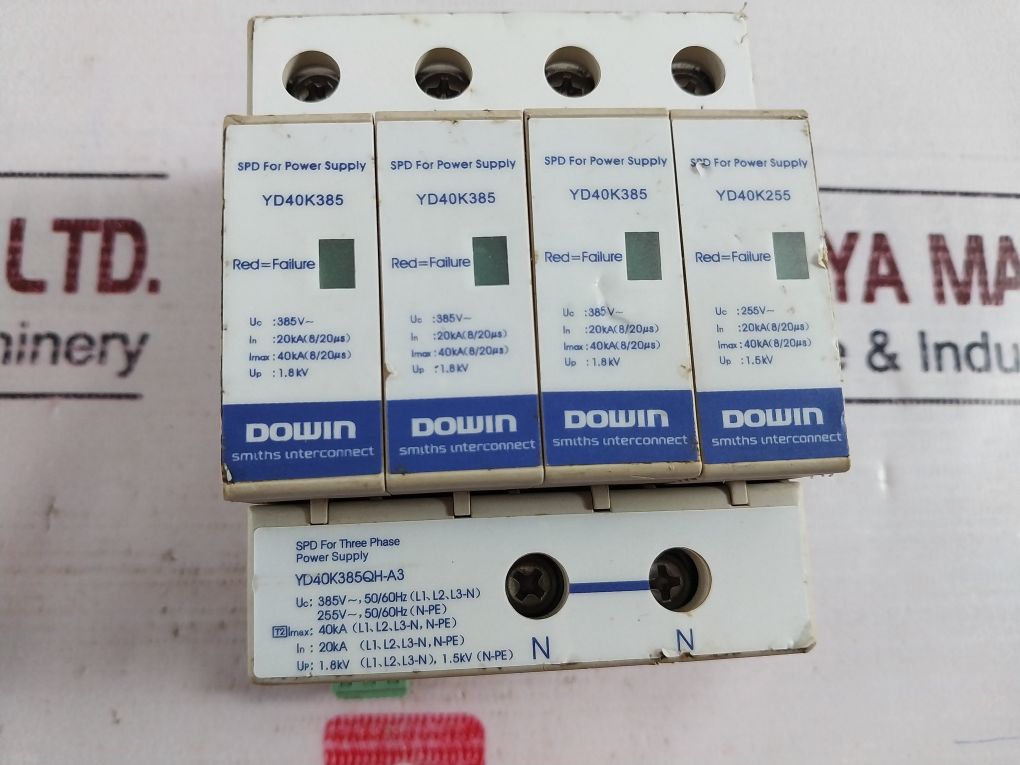 SPD For Power Supply
YD40K385
Red=Failure
Uc :385V~
In :20kA(8/20μs)
Imax:40kA(8/20μs)
Up :1.8kV
DOWIN
smiths interconnect
SPD For Power Supply
YD40K385
Red=Failure
Uc :385V~
In :20kA(8/20μs)
Imax:40kA(8/20μs)
Up :1.8kV
DOWIN
smiths interconnect
SPD For Power Supply
YD40K385
Red=Failure
Uc :385V~
In :20kA(8/20μs)
Imax:40kA(8/20μs)
Up :1.8kV
DOWIN
smiths interconnect
SPD For Power Supply
YD40K255
Red=Failure
Uc :255V~
In :20kA(8/20μs)
Imax:40kA(8/20μs)
Up :1.5kV
DOWIN
smiths interconnect
SPD For Three Phase
Power Supply
YD40K385QH-A3
Uc: 385V~, 50/60Hz (L1、L2、L3-N)
255V~, 50/60Hz (N-PE)
T2 Imax: 40kA (L1、L2、L3-N, N-PE)
In: 20kA (L1、L2、L3-N, N-PE)
Up: 1.8kV (L1、L2、L3-N), 1.5kV (N-PE)
N N
LTD.
YA MA
& Indu